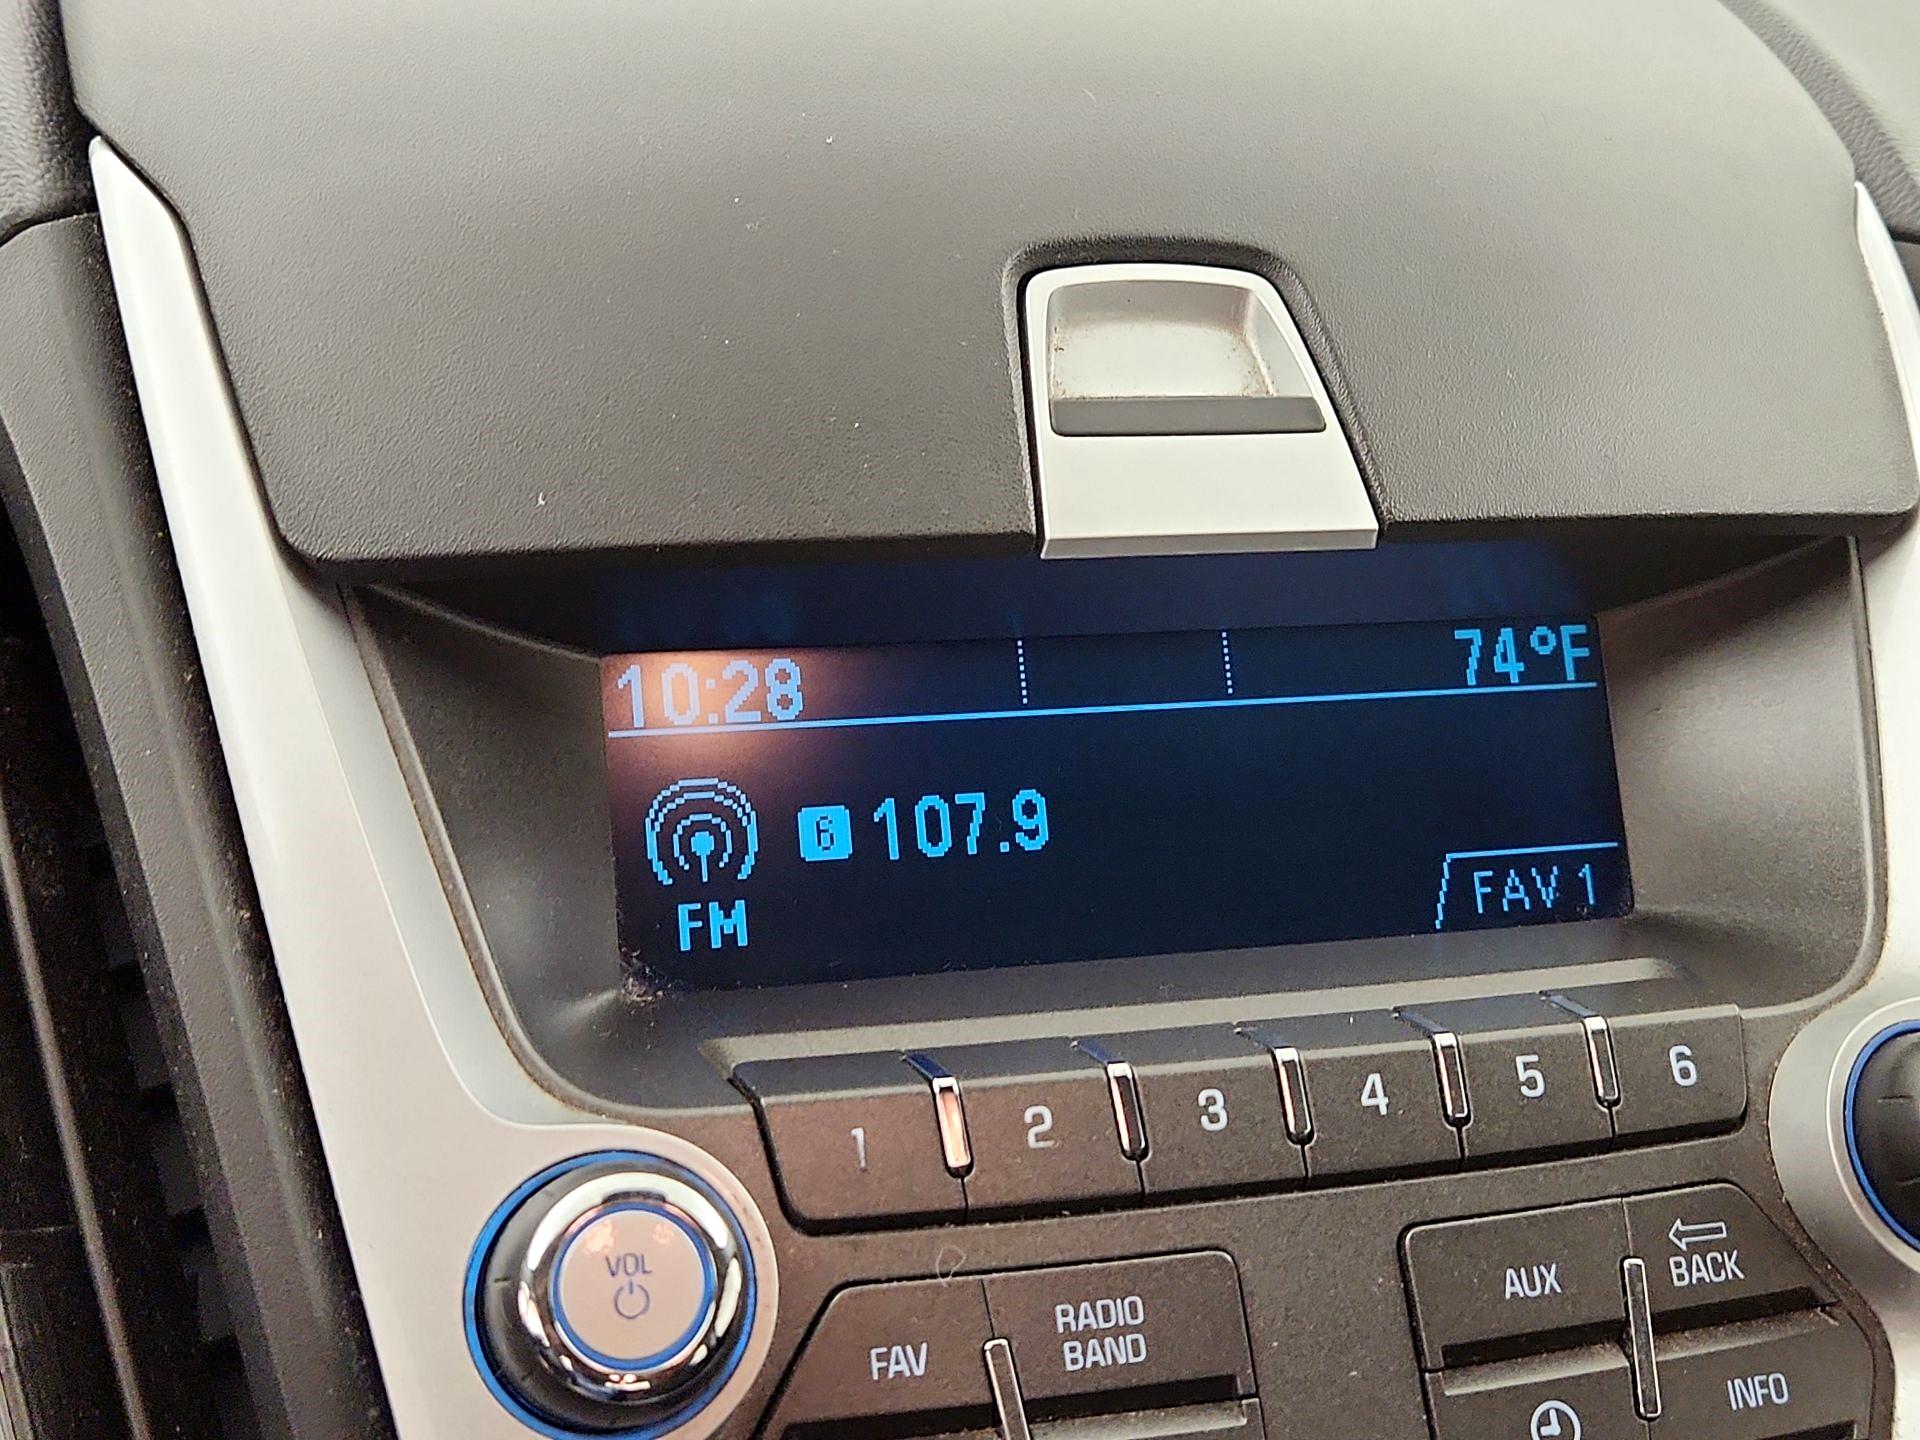 10:28 74°F
6 107.9
FM
FAV 1
1 2 3 4 5 6
VOL
FAV
RADIO
BAND
AUX
BACK
INFO